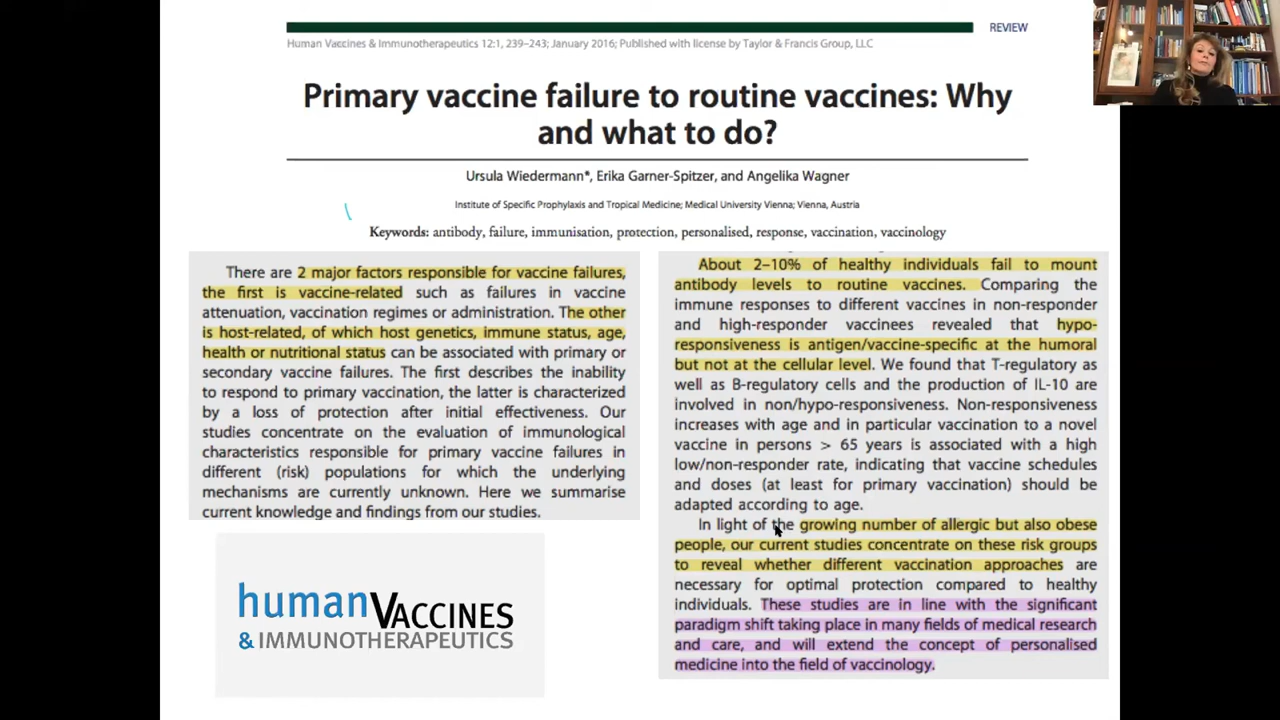 REVIEW
Human Vaccines & Immunotherapeutics 12:1, 239–243; January 2016; Published with license by Taylor & Francis Group, LLC
Primary vaccine failure to routine vaccines: Why
and what to do?
Ursula Wiedermann*, Erika Garner-Spitzer, and Angelika Wagner
Institute of Specific Prophylaxis and Tropical Medicine; Medical University Vienna; Vienna, Austria
Keywords: antibody, failure, immunisation, protection, personalised, response, vaccination, vaccinology
There are 2 major factors responsible for vaccine failures,
the first is vaccine-related such as failures in vaccine
attenuation, vaccination regimes or administration. The other
is host-related, of which host genetics, immune status, age,
health or nutritional status can be associated with primary or
secondary vaccine failures. The first describes the inability
to respond to primary vaccination, the latter is characterized
by a loss of protection after initial effectiveness. Our
studies concentrate on the evaluation of immunological
characteristics responsible for primary vaccine failures in
different (risk) populations for which the underlying
mechanisms are currently unknown. Here we summarise
current knowledge and findings from our studies.
About 2–10% of healthy individuals fail to mount
antibody levels to routine vaccines. Comparing the
immune responses to different vaccines in non-responder
and high-responder vaccinees revealed that hypo-
responsiveness is antigen/vaccine-specific at the humoral
but not at the cellular level. We found that T-regulatory as
well as B-regulatory cells and the production of IL-10 are
involved in non/hypo-responsiveness. Non-responsiveness
increases with age and in particular vaccination to a novel
vaccine in persons > 65 years is associated with a high
low/non-responder rate, indicating that vaccine schedules
and doses (at least for primary vaccination) should be
adapted according to age.
In light of the growing number of allergic but also obese
people, our current studies concentrate on these risk groups
to reveal whether different vaccination approaches are
necessary for optimal protection compared to healthy
individuals. These studies are in line with the significant
paradigm shift taking place in many fields of medical research
and care, and will extend the concept of personalised
medicine into the field of vaccinology.
human VACCINES
& IMMUNOTHERAPEUTICS